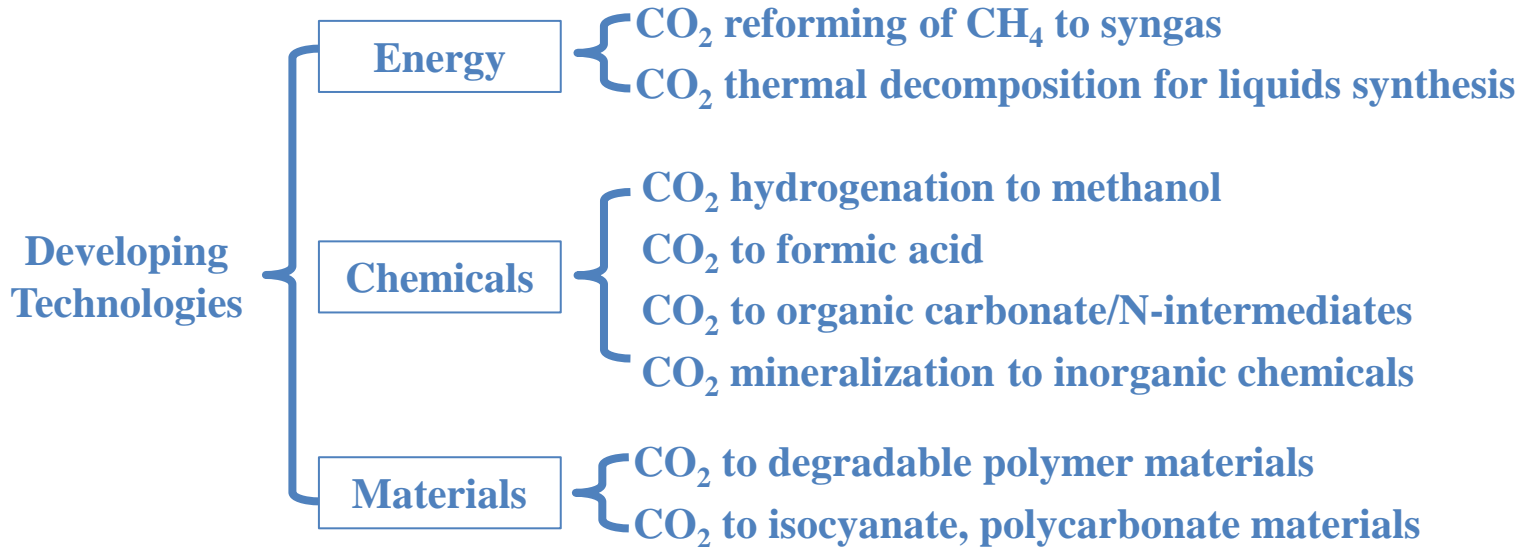 Energy
CO₂ reforming of CH₄ to syngas
CO₂ thermal decomposition for liquids synthesis
Developing
Technologies
Chemicals
CO₂ hydrogenation to methanol
CO₂ to formic acid
CO₂ to organic carbonate/N-intermediates
CO₂ mineralization to inorganic chemicals
Materials
CO₂ to degradable polymer materials
CO₂ to isocyanate, polycarbonate materials